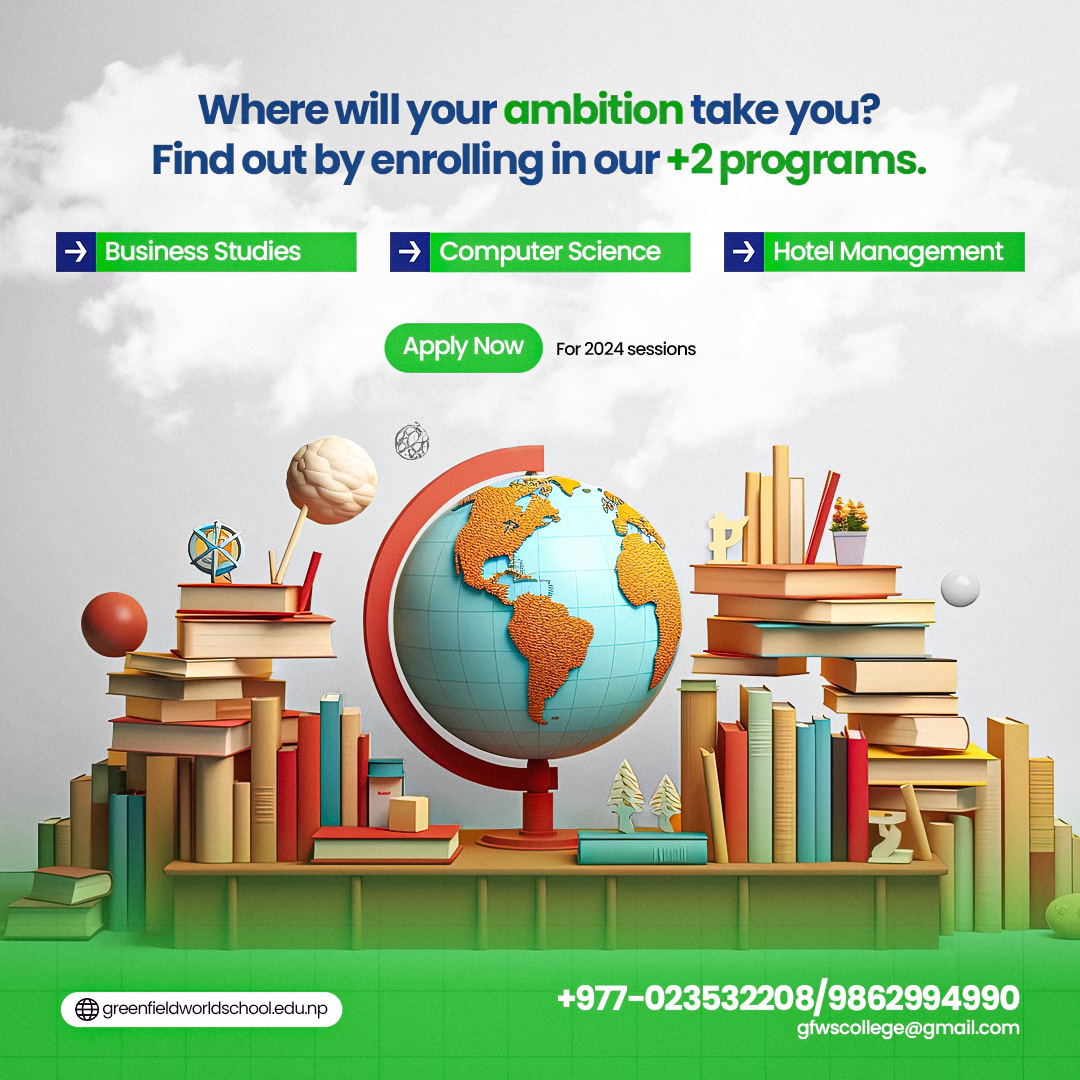 Where will your ambition take you?
Find out by enrolling in our +2 programs.
Business Studies
Computer Science
Hotel Management
Apply Now
For 2024 sessions
greenfieldworldschool.edu.np
+977-023532208/9862994990
gfwscollege@gmail.com